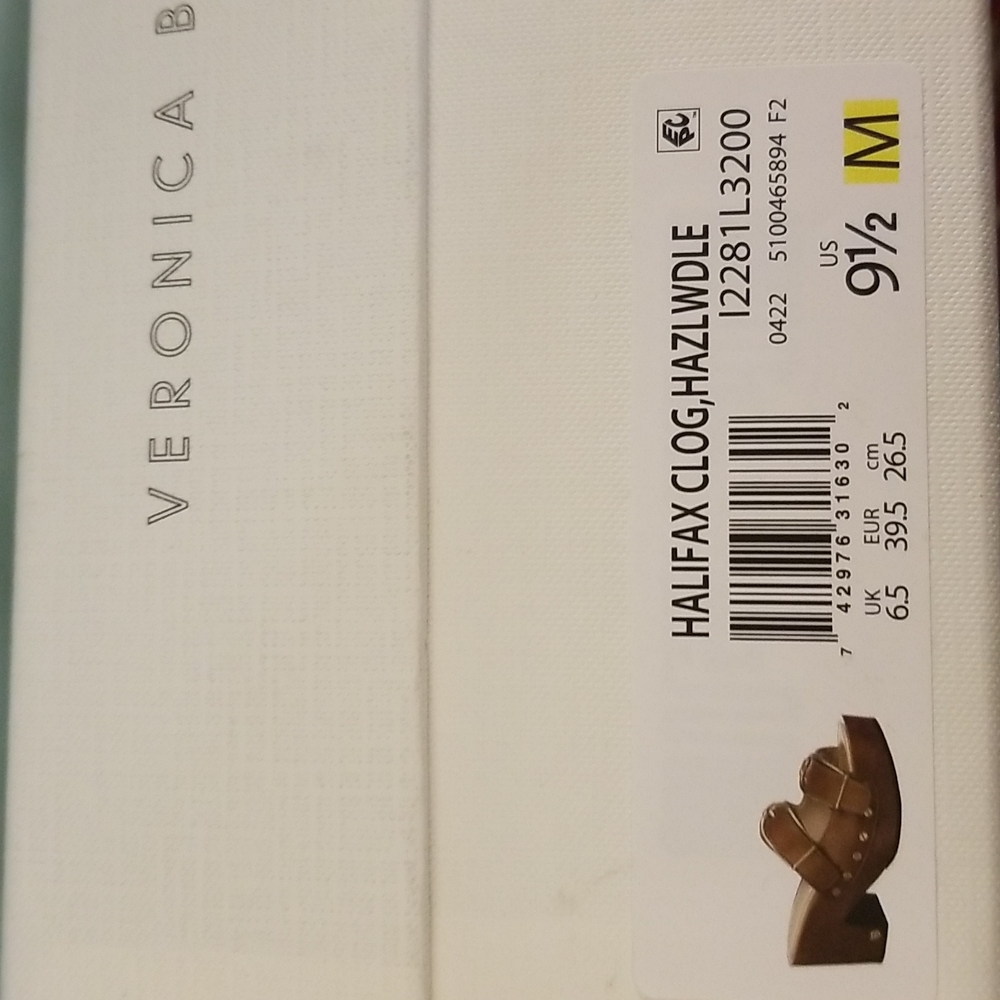 VERONICA B
HALIFAX CLOG,HAZLWDLE
I2281L3200
0422 5100465894 F2
7 42976 31630 2
UK EUR cm
6.5 39.5 26.5
US
9½ M